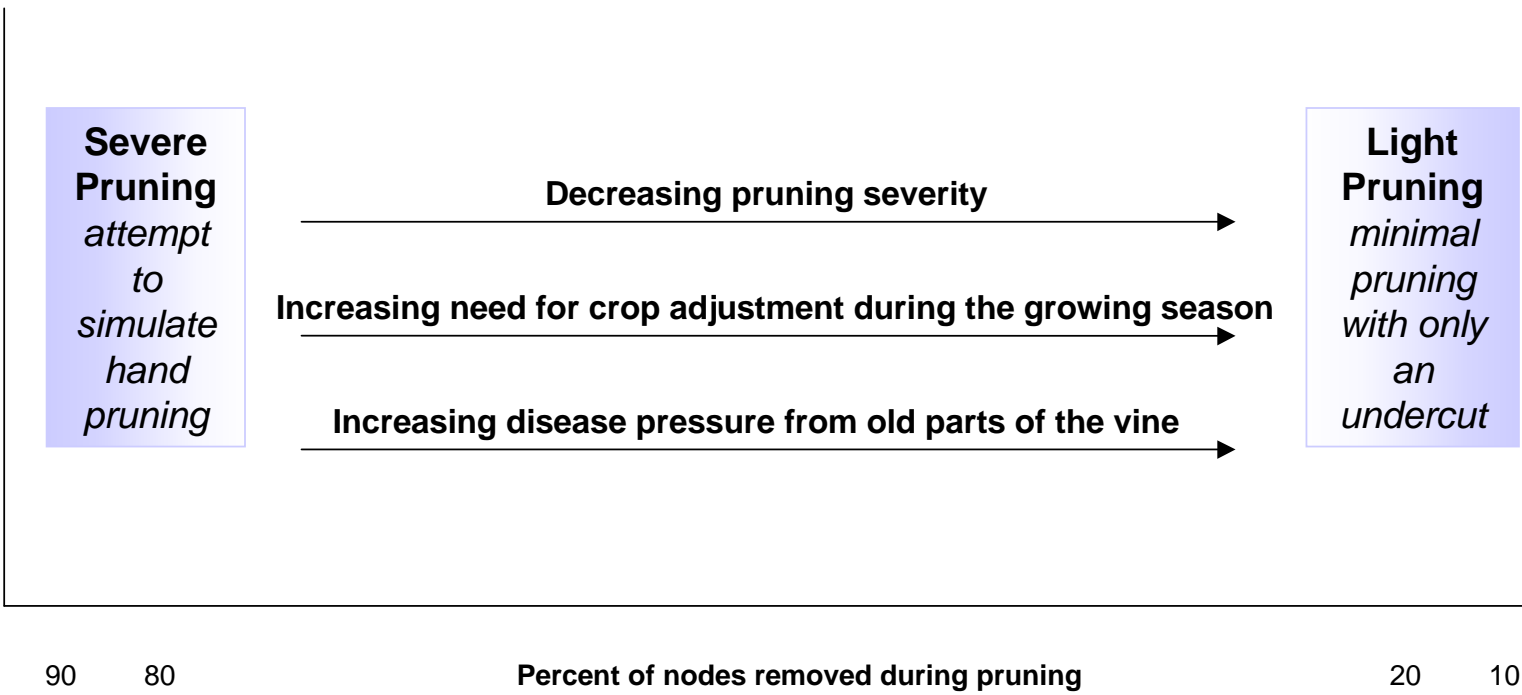 Severe
Pruning
attempt
to
simulate
hand
pruning
Decreasing pruning severity
Increasing need for crop adjustment during the growing season
Increasing disease pressure from old parts of the vine
Light
Pruning
minimal
pruning
with only
an
undercut
90 80 Percent of nodes removed during pruning 20 10